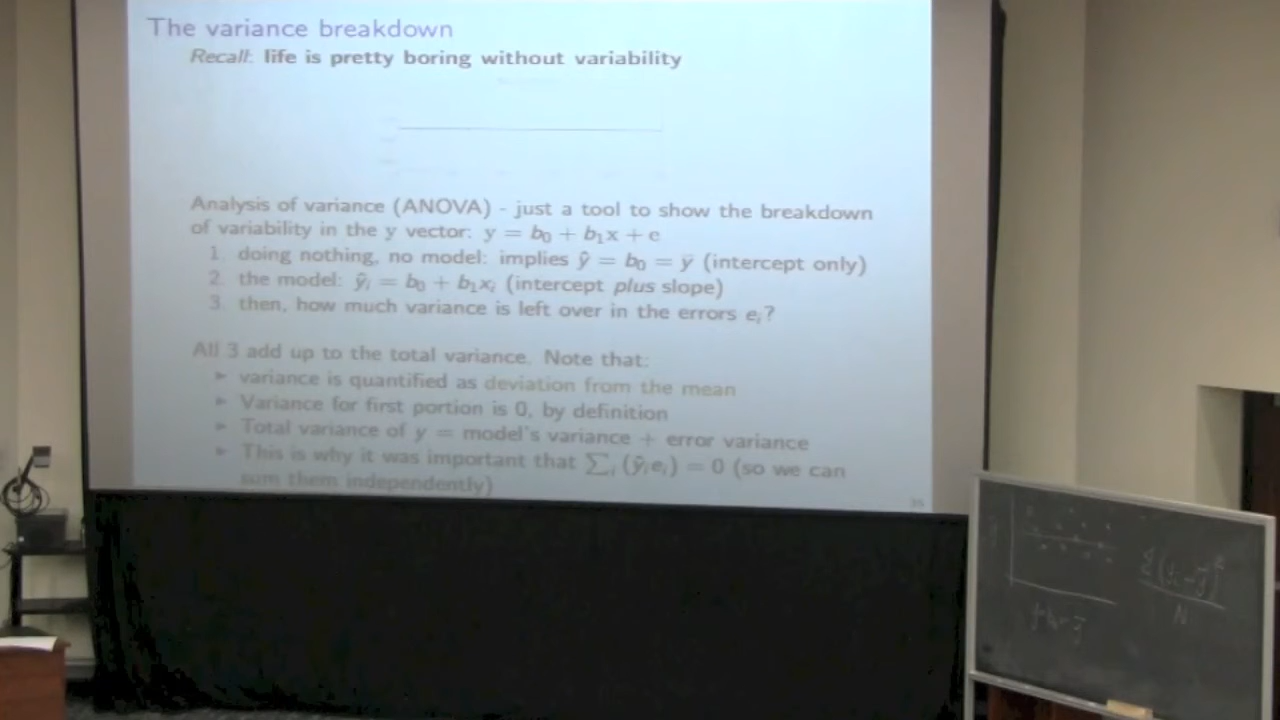 The variance breakdown
Recall: life is pretty boring without variability
Analysis of variance (ANOVA) - just a tool to show the breakdown
of variability in the y vector: y = b₀ + b₁x + e
1. doing nothing, no model: implies ŷ = b₀ = ȳ (intercept only)
2. the model: ŷᵢ = b₀ + b₁xᵢ (intercept plus slope)
3. then, how much variance is left over in the errors eᵢ?
All 3 add up to the total variance. Note that:
► variance is quantified as deviation from the mean
► Variance for first portion is 0, by definition
► Total variance of y = model's variance + error variance
► This is why it was important that ∑ᵢ (ŷᵢeᵢ) = 0 (so we can
sum them independently)
N